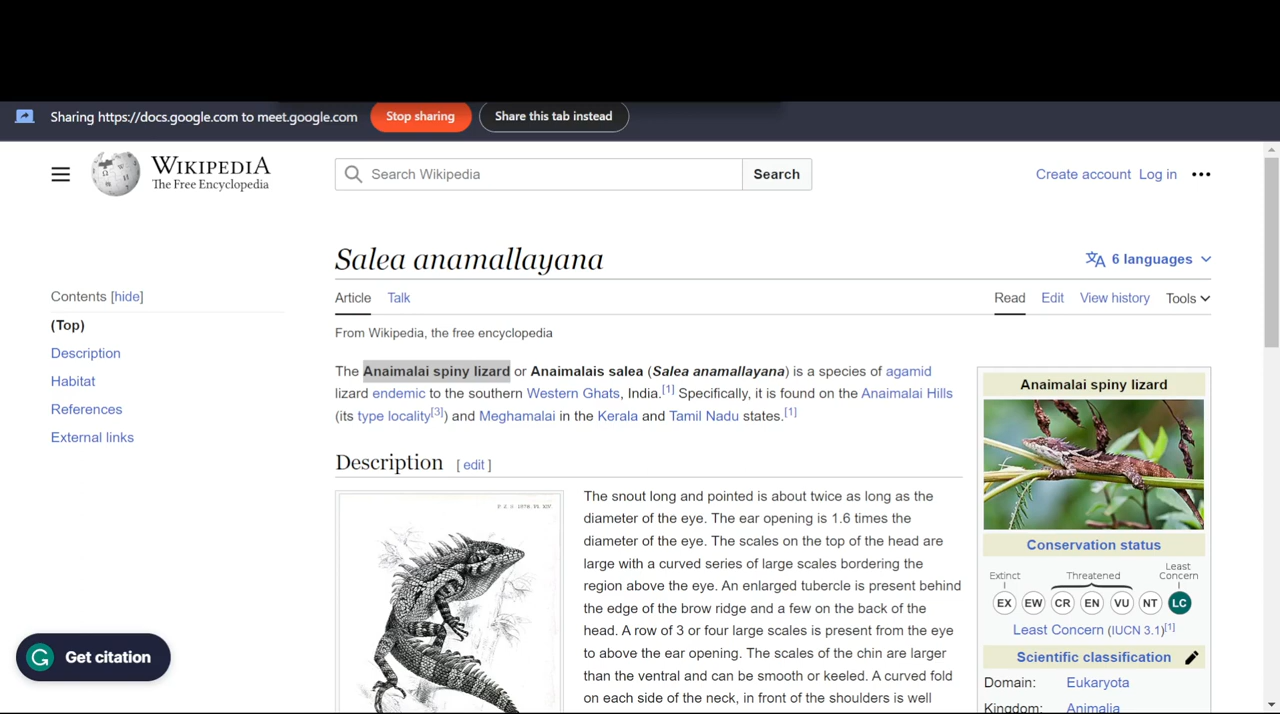 Sharing https://docs.google.com to meet.google.com
Stop sharing
Share this tab instead
WIKIPEDIA
The Free Encyclopedia
Search Wikipedia
Search
Create account
Log in
Salea anamallayana
6 languages
Contents [hide]
(Top)
Description
Habitat
References
External links
Article
Talk
Read
Edit
View history
Tools
From Wikipedia, the free encyclopedia
The Anaimalai spiny lizard or Anaimalais salea (Salea anamallayana) is a species of agamid
lizard endemic to the southern Western Ghats, India.[1] Specifically, it is found on the Anaimalai Hills
(its type locality[3]) and Meghamalai in the Kerala and Tamil Nadu states.[1]
Description [ edit ]
The snout long and pointed is about twice as long as the
diameter of the eye. The ear opening is 1.6 times the
diameter of the eye. The scales on the top of the head are
large with a curved series of large scales bordering the
region above the eye. An enlarged tubercle is present behind
the edge of the brow ridge and a few on the back of the
head. A row of 3 or four large scales is present from the eye
to above the ear opening. The scales of the chin are larger
than the ventral and can be smooth or keeled. A curved fold
on each side of the neck, in front of the shoulders is well
Anaimalai spiny lizard
Conservation status
Extinct
Threatened
Least
Concern
EX EW CR EN VU NT LC
Least Concern (IUCN 3.1)[1]
Scientific classification
Domain: Eukaryota
Kingdom: Animalia
Get citation